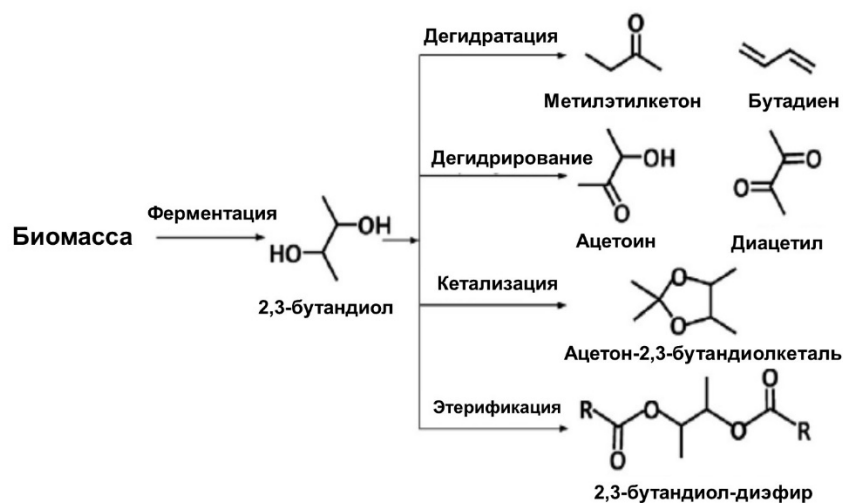 Дегидратация
O
Метилэтилкетон
Бутадиен
Дегидрирование
OH
O
Ацетоин
O
O
Диацетил
Биомасса
Ферментация
OH
HO
2,3-бутандиол
Кетализация
O
O
Ацетон-2,3-бутандиолкеталь
Этерификация
R
O
O
O
O
R
2,3-бутандиол-диэфир